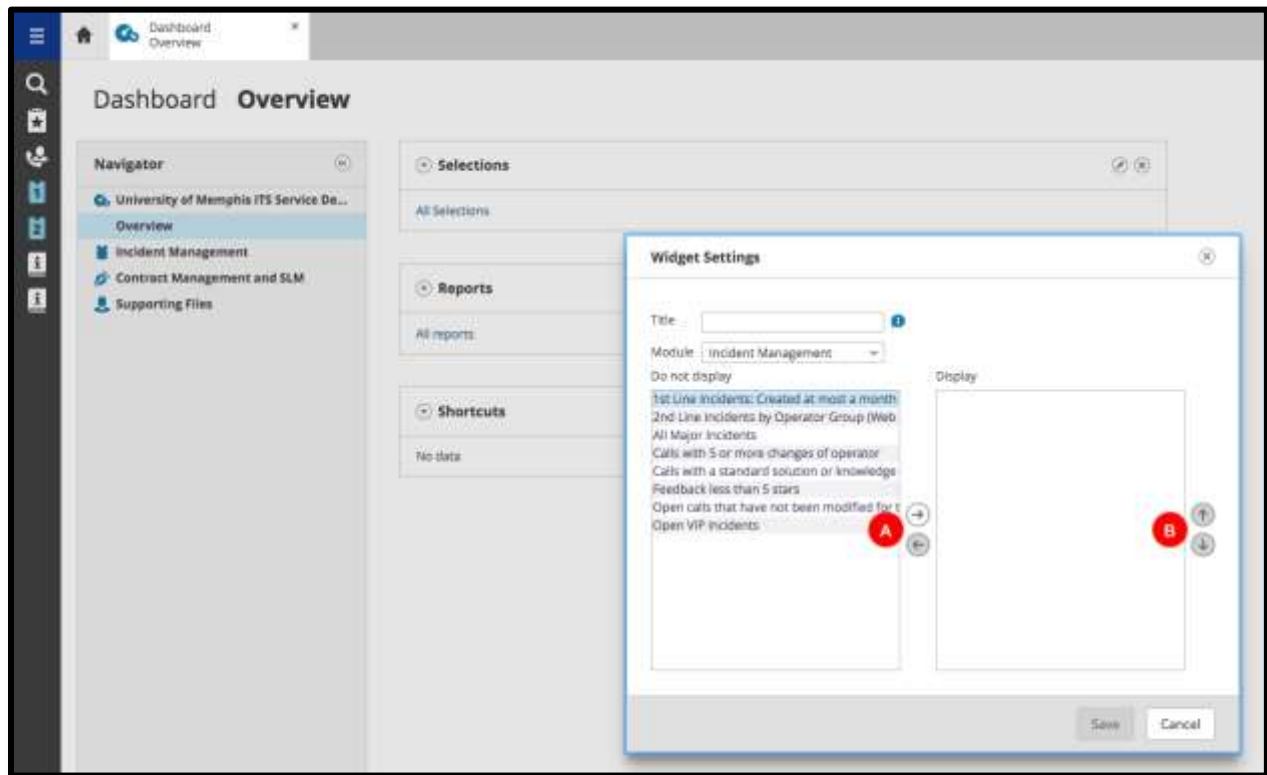 Dashboard
Overview
Dashboard Overview
Navigator
University of Memphis ITS Service De...
Overview
Incident Management
Contract Management and SLM
Supporting Files
Selections
All Selections
Reports
All reports
Shortcuts
No data
Widget Settings
Title
Module Incident Management
Do not display
Display
1st Line Incidents: Created at most a month
2nd Line Incidents by Operator Group (Web
All Major Incidents
Calls with 5 or more changes of operator
Calls with a standard solution or knowledge
Feedback less than 5 stars
Open calls that have not been modified for t
Open VIP Incidents
A
B
Save
Cancel
1
2